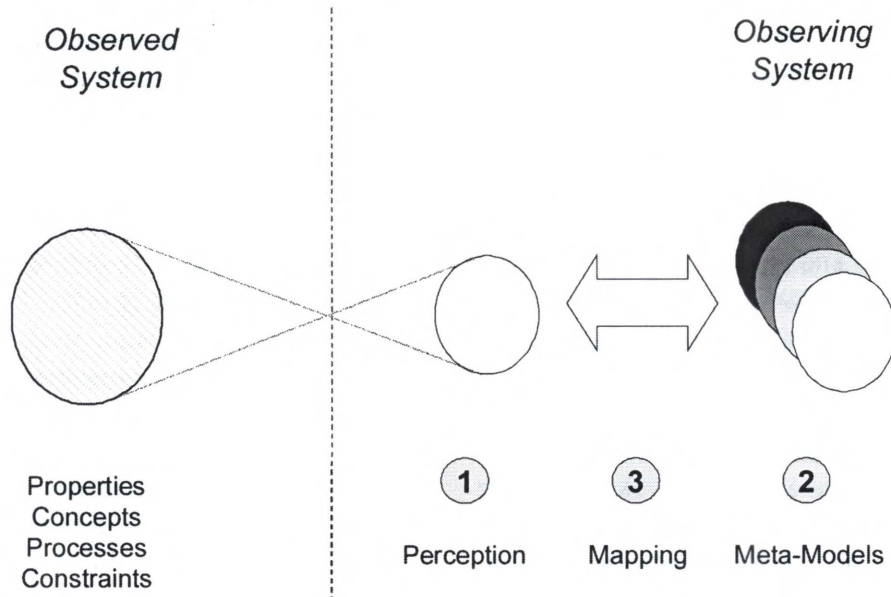 Observed
System
Observing
System
Properties
Concepts
Processes
Constraints
1
3
2
Perception
Mapping
Meta-Models